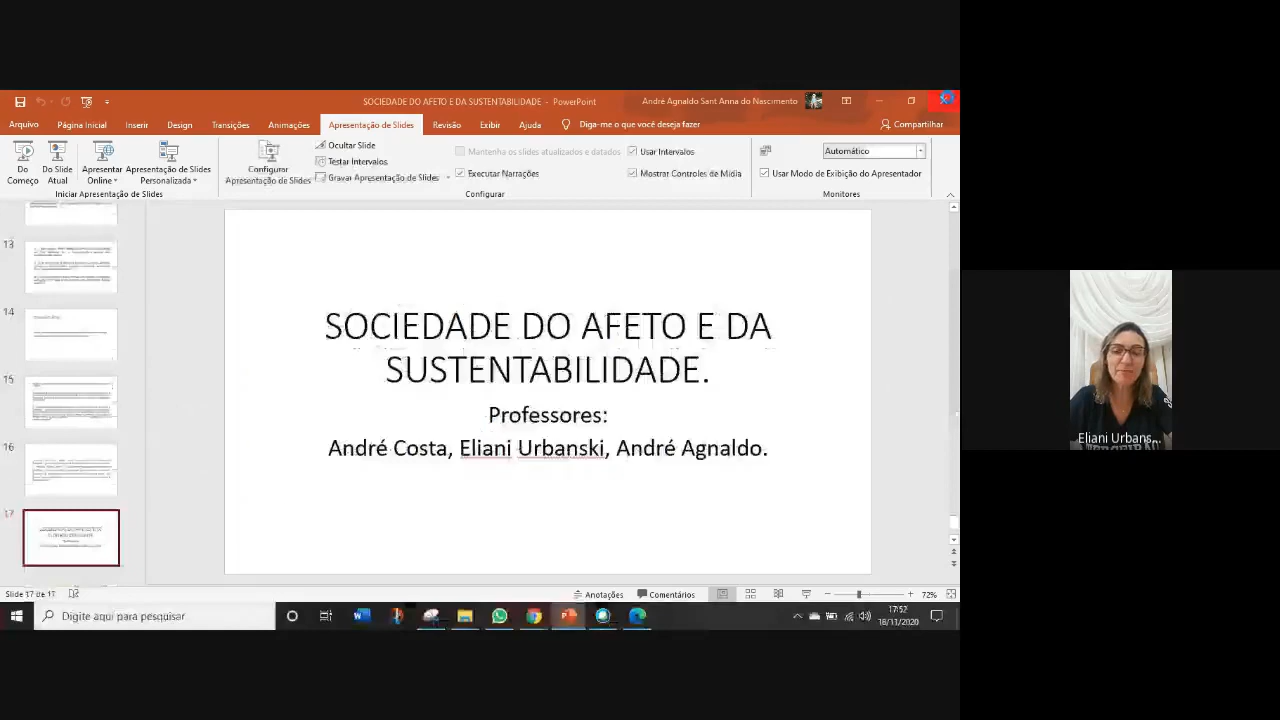 SOCIEDADE DO AFETO E DA SUSTENTABILIDADE - PowerPoint
André Agnaldo Sant Anna do Nascimento
Arquivo
Página Inicial
Inserir
Design
Transições
Animações
Apresentação de Slides
Revisão
Exibir
Ajuda
Diga-me o que você deseja fazer
Compartilhar
Do Começo
Do Slide Atual
Apresentar Online
Apresentação de Slides Personalizada
Iniciar Apresentação de Slides
Configurar Apresentação de Slides
Ocultar Slide
Testar Intervalos
Gravar Apresentação de Slides
Mantenha os slides atualizados e datados
Executar Narrações
Usar Intervalos
Mostrar Controles de Mídia
Configurar
Automático
Usar Modo de Exibição do Apresentador
Monitores
13
14
15
16
17
SOCIEDADE DO AFETO E DA
SUSTENTABILIDADE.
Professores:
André Costa, Eliani Urbanski, André Agnaldo.
Eliani Urbans...
Slide 17 de 17
Anotações
Comentários
72%
Digite aqui para pesquisar
17:52
18/11/2020